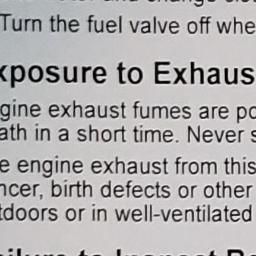 Turn the fuel valve off whe
xposure to Exhaus
gine exhaust fumes are po
ath in a short time. Never s
e engine exhaust from this
ncer, birth defects or other
tdoors or in well-ventilated